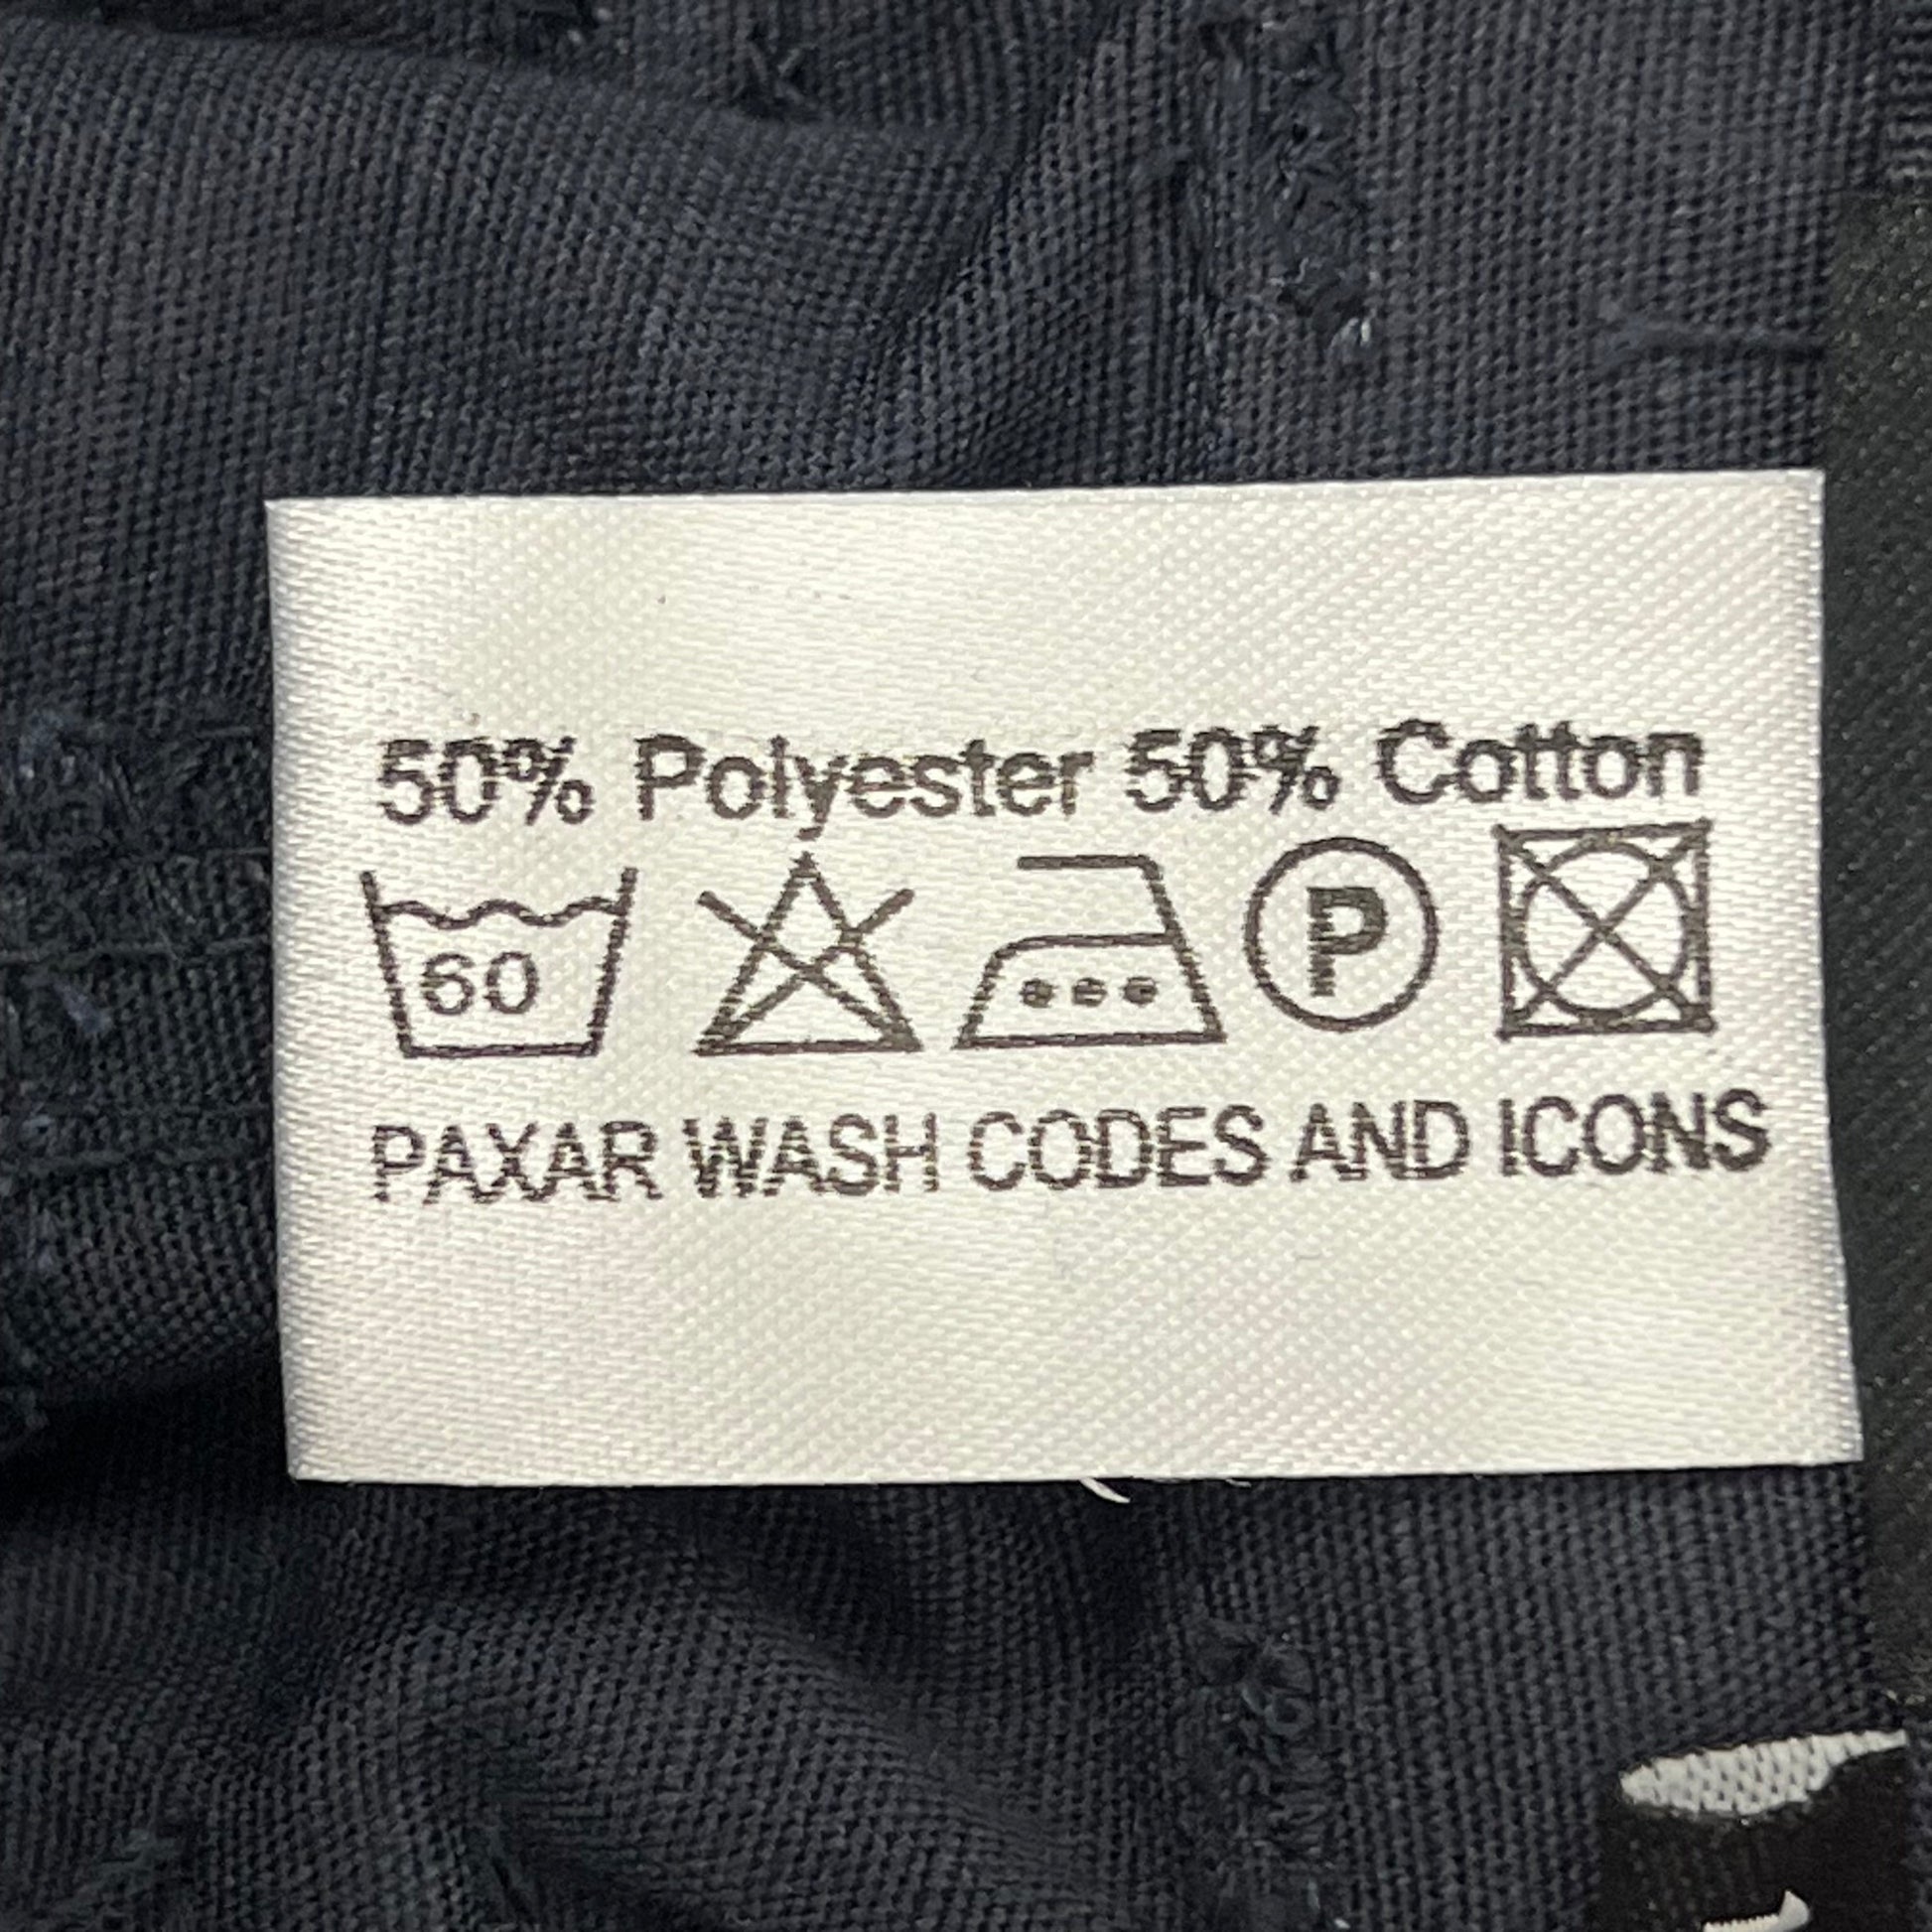 50% Polyester 50% Cotton
60 P
PAXAR WASH CODES AND ICONS